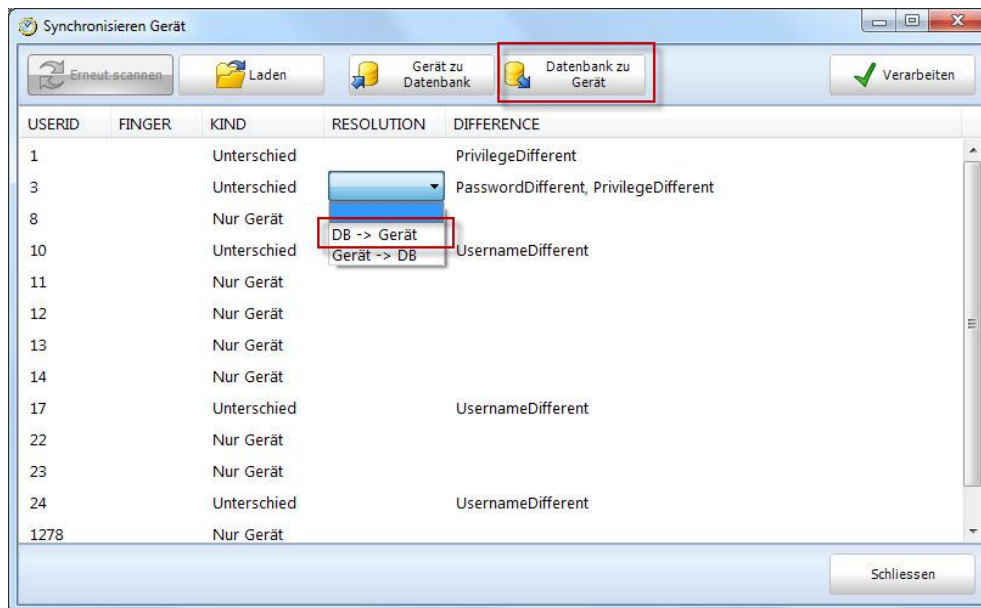 Synchronisieren Gerät
Erneut scannen
Laden
Gerät zu
Datenbank
Datenbank zu
Gerät
Verarbeiten
USERID FINGER KIND RESOLUTION DIFFERENCE
1 Unterschied PrivilegeDifferent
3 Unterschied PasswordDifferent, PrivilegeDifferent
8 Nur Gerät
DB -> Gerät
10 Unterschied UsernameDifferent
Gerät -> DB
11 Nur Gerät
12 Nur Gerät
13 Nur Gerät
14 Nur Gerät
17 Unterschied UsernameDifferent
22 Nur Gerät
23 Nur Gerät
24 Unterschied UsernameDifferent
1278 Nur Gerät
Schliessen